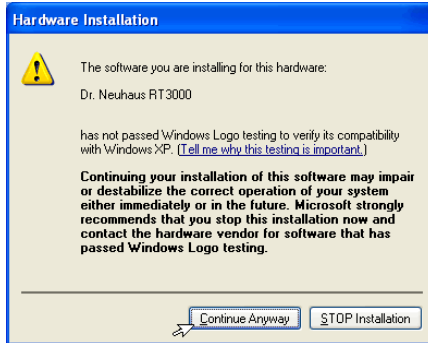 Hardware Installation
The software you are installing for this hardware:
Dr. Neuhaus RT3000
has not passed Windows Logo testing to verify its compatibility
with Windows XP. (Tell me why this testing is important.)
Continuing your installation of this software may impair
or destabilize the correct operation of your system
either immediately or in the future. Microsoft strongly
recommends that you stop this installation now and
contact the hardware vendor for software that has
passed Windows Logo testing.
Continue Anyway
STOP Installation